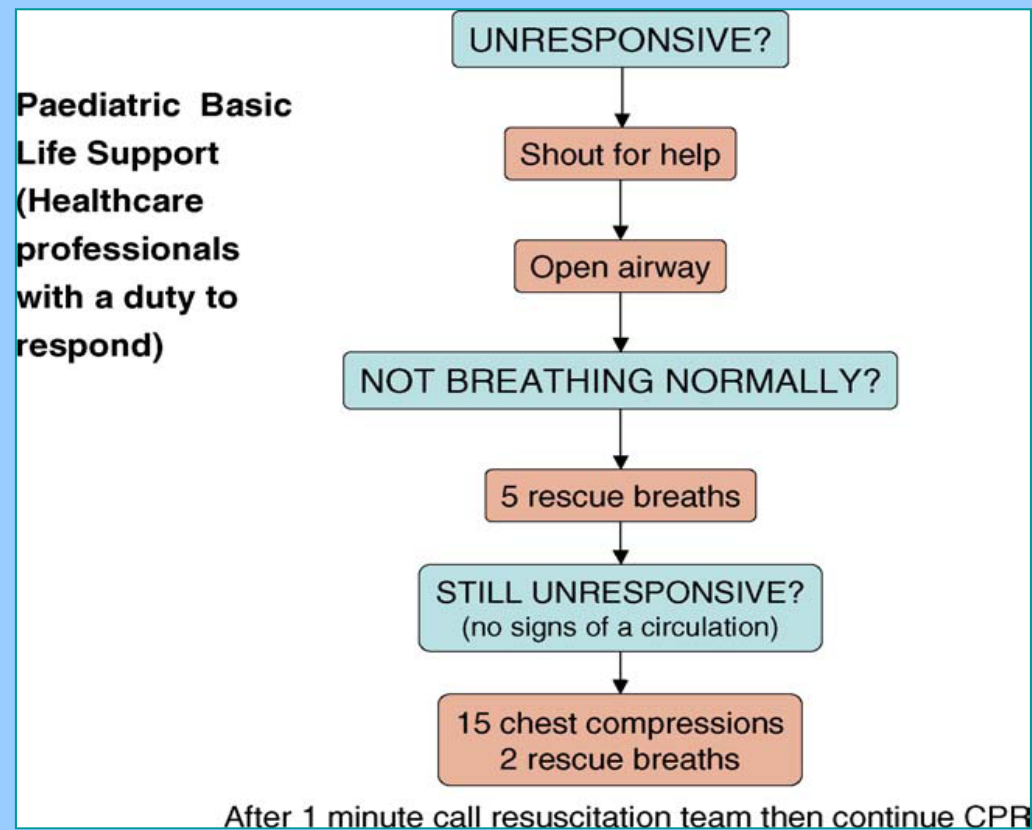 UNRESPONSIVE?
Paediatric Basic
Life Support
(Healthcare
professionals
with a duty to
respond)
Shout for help
Open airway
NOT BREATHING NORMALLY?
5 rescue breaths
STILL UNRESPONSIVE?
(no signs of a circulation)
15 chest compressions
2 rescue breaths
After 1 minute call resuscitation team then continue CPR